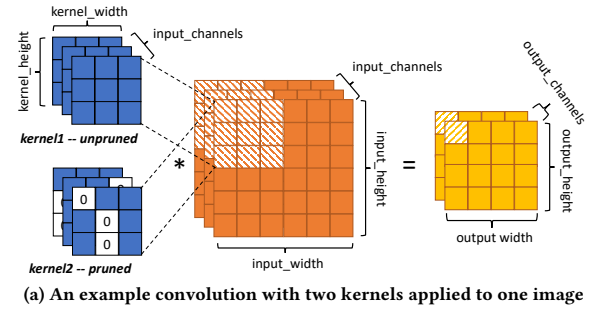 kernel_width
input_channels
kernel_height
kernel1 -- unpruned
input_channels
output_channels
*
=
input_height
output_height
0
0
0
kernel2 -- pruned
input_width
output width
(a) An example convolution with two kernels applied to one image